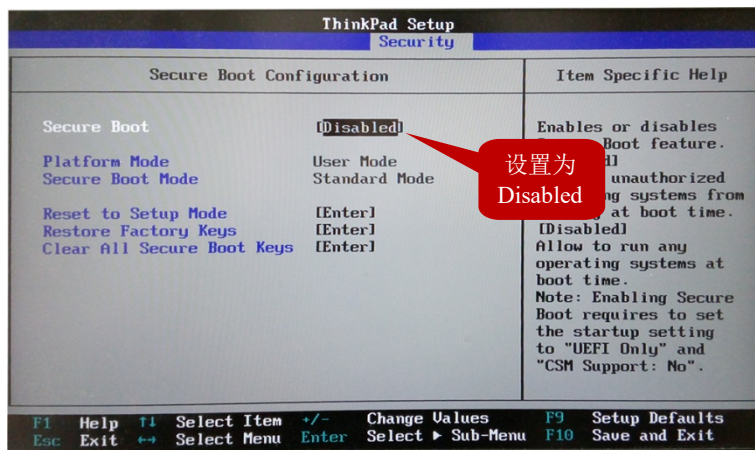 ThinkPad Setup
Security
Secure Boot Configuration
Item Specific Help
Secure Boot [Disabled]
Platform Mode User Mode
Secure Boot Mode Standard Mode
Reset to Setup Mode [Enter]
Restore Factory Keys [Enter]
Clear All Secure Boot Keys [Enter]
设置为
Disabled
Enables or disables
Boot feature.
unauthorized
systems from
at boot time.
[Disabled]
Allow to run any
operating systems at
boot time.
Note: Enabling Secure
Boot requires to set
the startup setting
to "UEFI Only" and
"CSM Support: No".
F1 Help ↑↓ Select Item +/- Change Values F9 Setup Defaults
Esc Exit ↔ Select Menu Enter Select ▶ Sub-Menu F10 Save and Exit